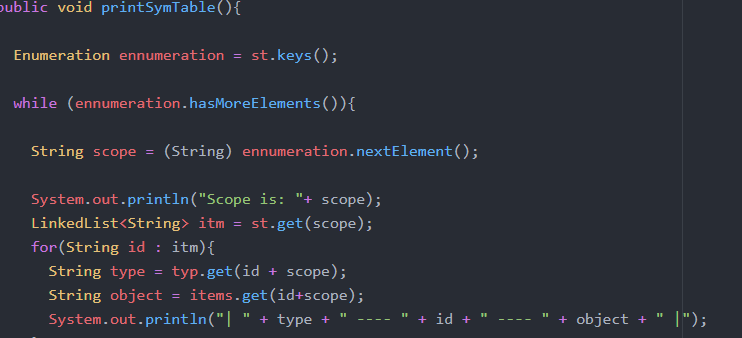 public void printSymTable(){
Enumeration ennumeration = st.keys();
while (ennumeration.hasMoreElements()){
String scope = (String) ennumeration.nextElement();
System.out.println("Scope is: "+ scope);
LinkedList<String> itm = st.get(scope);
for(String id : itm){
String type = typ.get(id + scope);
String object = items.get(id+scope);
System.out.println("| " + type + " ---- " + id + " ---- " + object + " |");